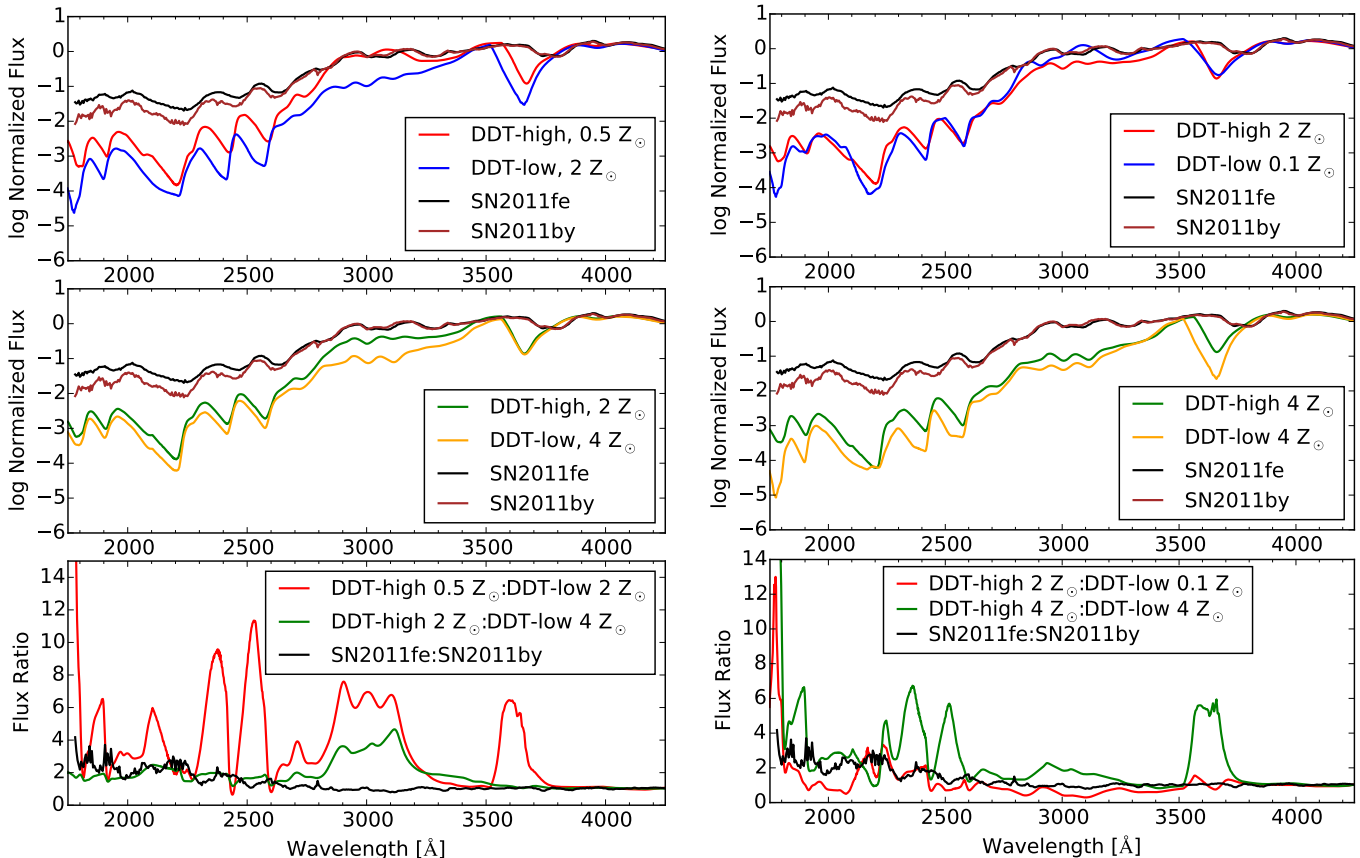 log Normalized Flux
1
0
−1
−2
−3
−4
−5
−6
2000 2500 3000 3500 4000
DDT-high, 0.5 Z☉
DDT-low, 2 Z☉
SN2011fe
SN2011by
log Normalized Flux
1
0
−1
−2
−3
−4
−5
−6
2000 2500 3000 3500 4000
DDT-high 2 Z☉
DDT-low 0.1 Z☉
SN2011fe
SN2011by
log Normalized Flux
1
0
−1
−2
−3
−4
−5
−6
2000 2500 3000 3500 4000
DDT-high, 2 Z☉
DDT-low, 4 Z☉
SN2011fe
SN2011by
log Normalized Flux
1
0
−1
−2
−3
−4
−5
−6
2000 2500 3000 3500 4000
DDT-high 4 Z☉
DDT-low 4 Z☉
SN2011fe
SN2011by
Flux Ratio
14
12
10
8
6
4
2
0
2000 2500 3000 3500 4000
DDT-high 0.5 Z☉:DDT-low 2 Z☉
DDT-high 2 Z☉:DDT-low 4 Z☉
SN2011fe:SN2011by
Wavelength [Å]
Flux Ratio
14
12
10
8
6
4
2
0
2000 2500 3000 3500 4000
DDT-high 2 Z☉:DDT-low 0.1 Z☉
DDT-high 4 Z☉:DDT-low 4 Z☉
SN2011fe:SN2011by
Wavelength [Å]